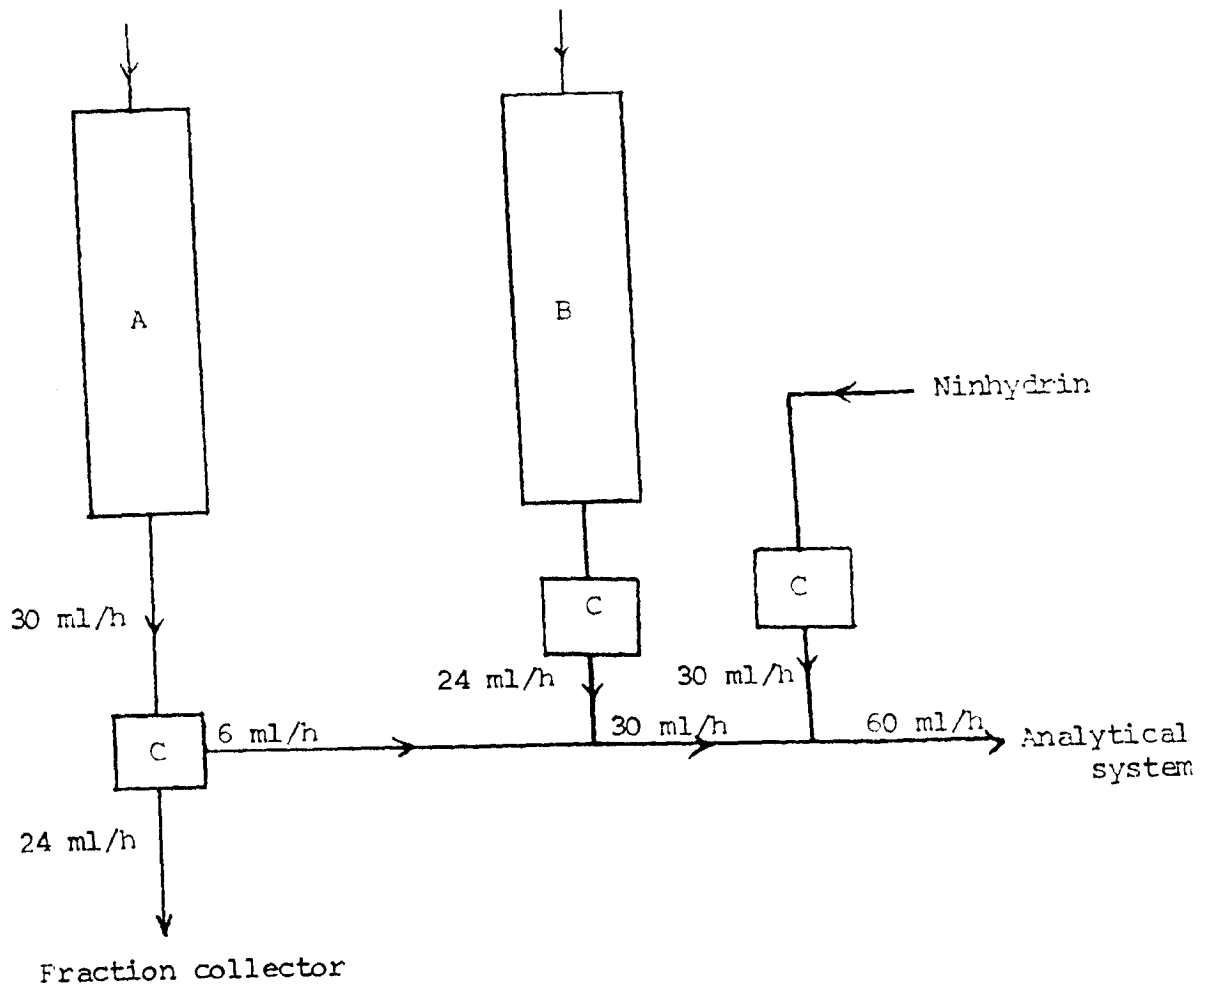 A
B
Ninhydrin
C
C
30 ml/h
24 ml/h
30 ml/h
6 ml/h
30 ml/h
60 ml/h
Analytical
system
C
24 ml/h
Fraction collector